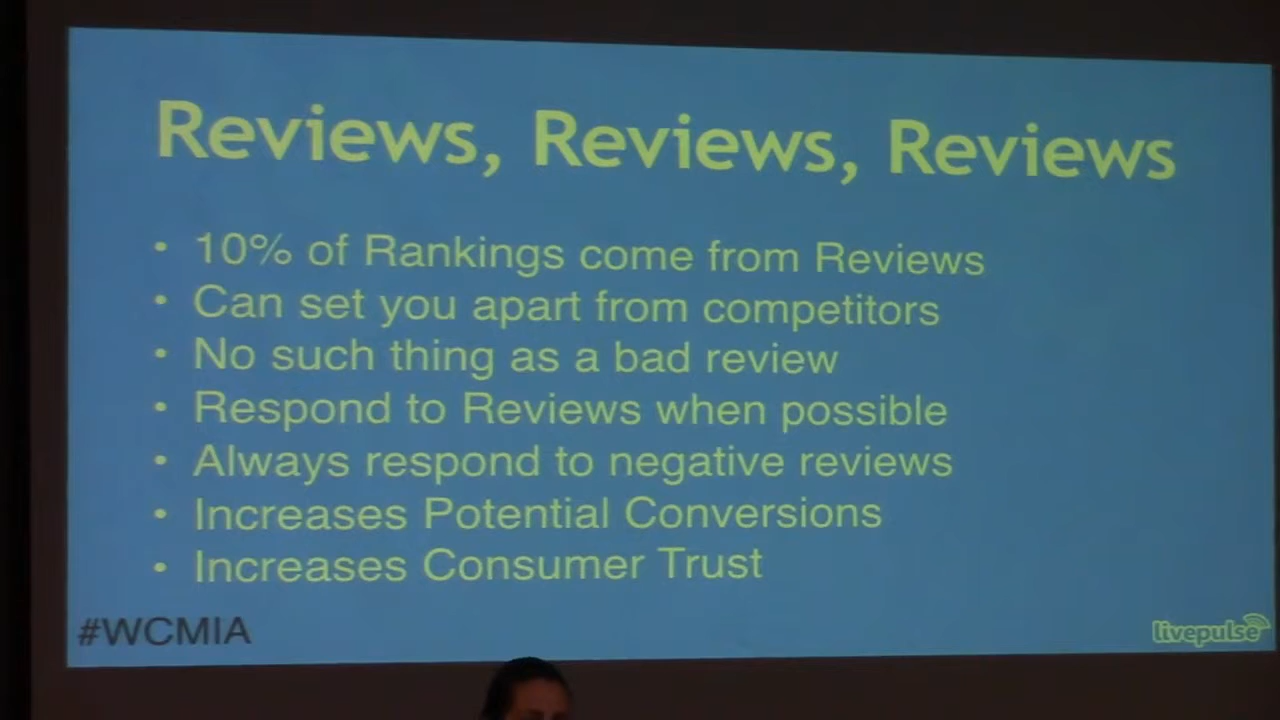 Reviews, Reviews, Reviews
• 10% of Rankings come from Reviews
• Can set you apart from competitors
• No such thing as a bad review
• Respond to Reviews when possible
• Always respond to negative reviews
• Increases Potential Conversions
• Increases Consumer Trust
#WCMIA
livepulse